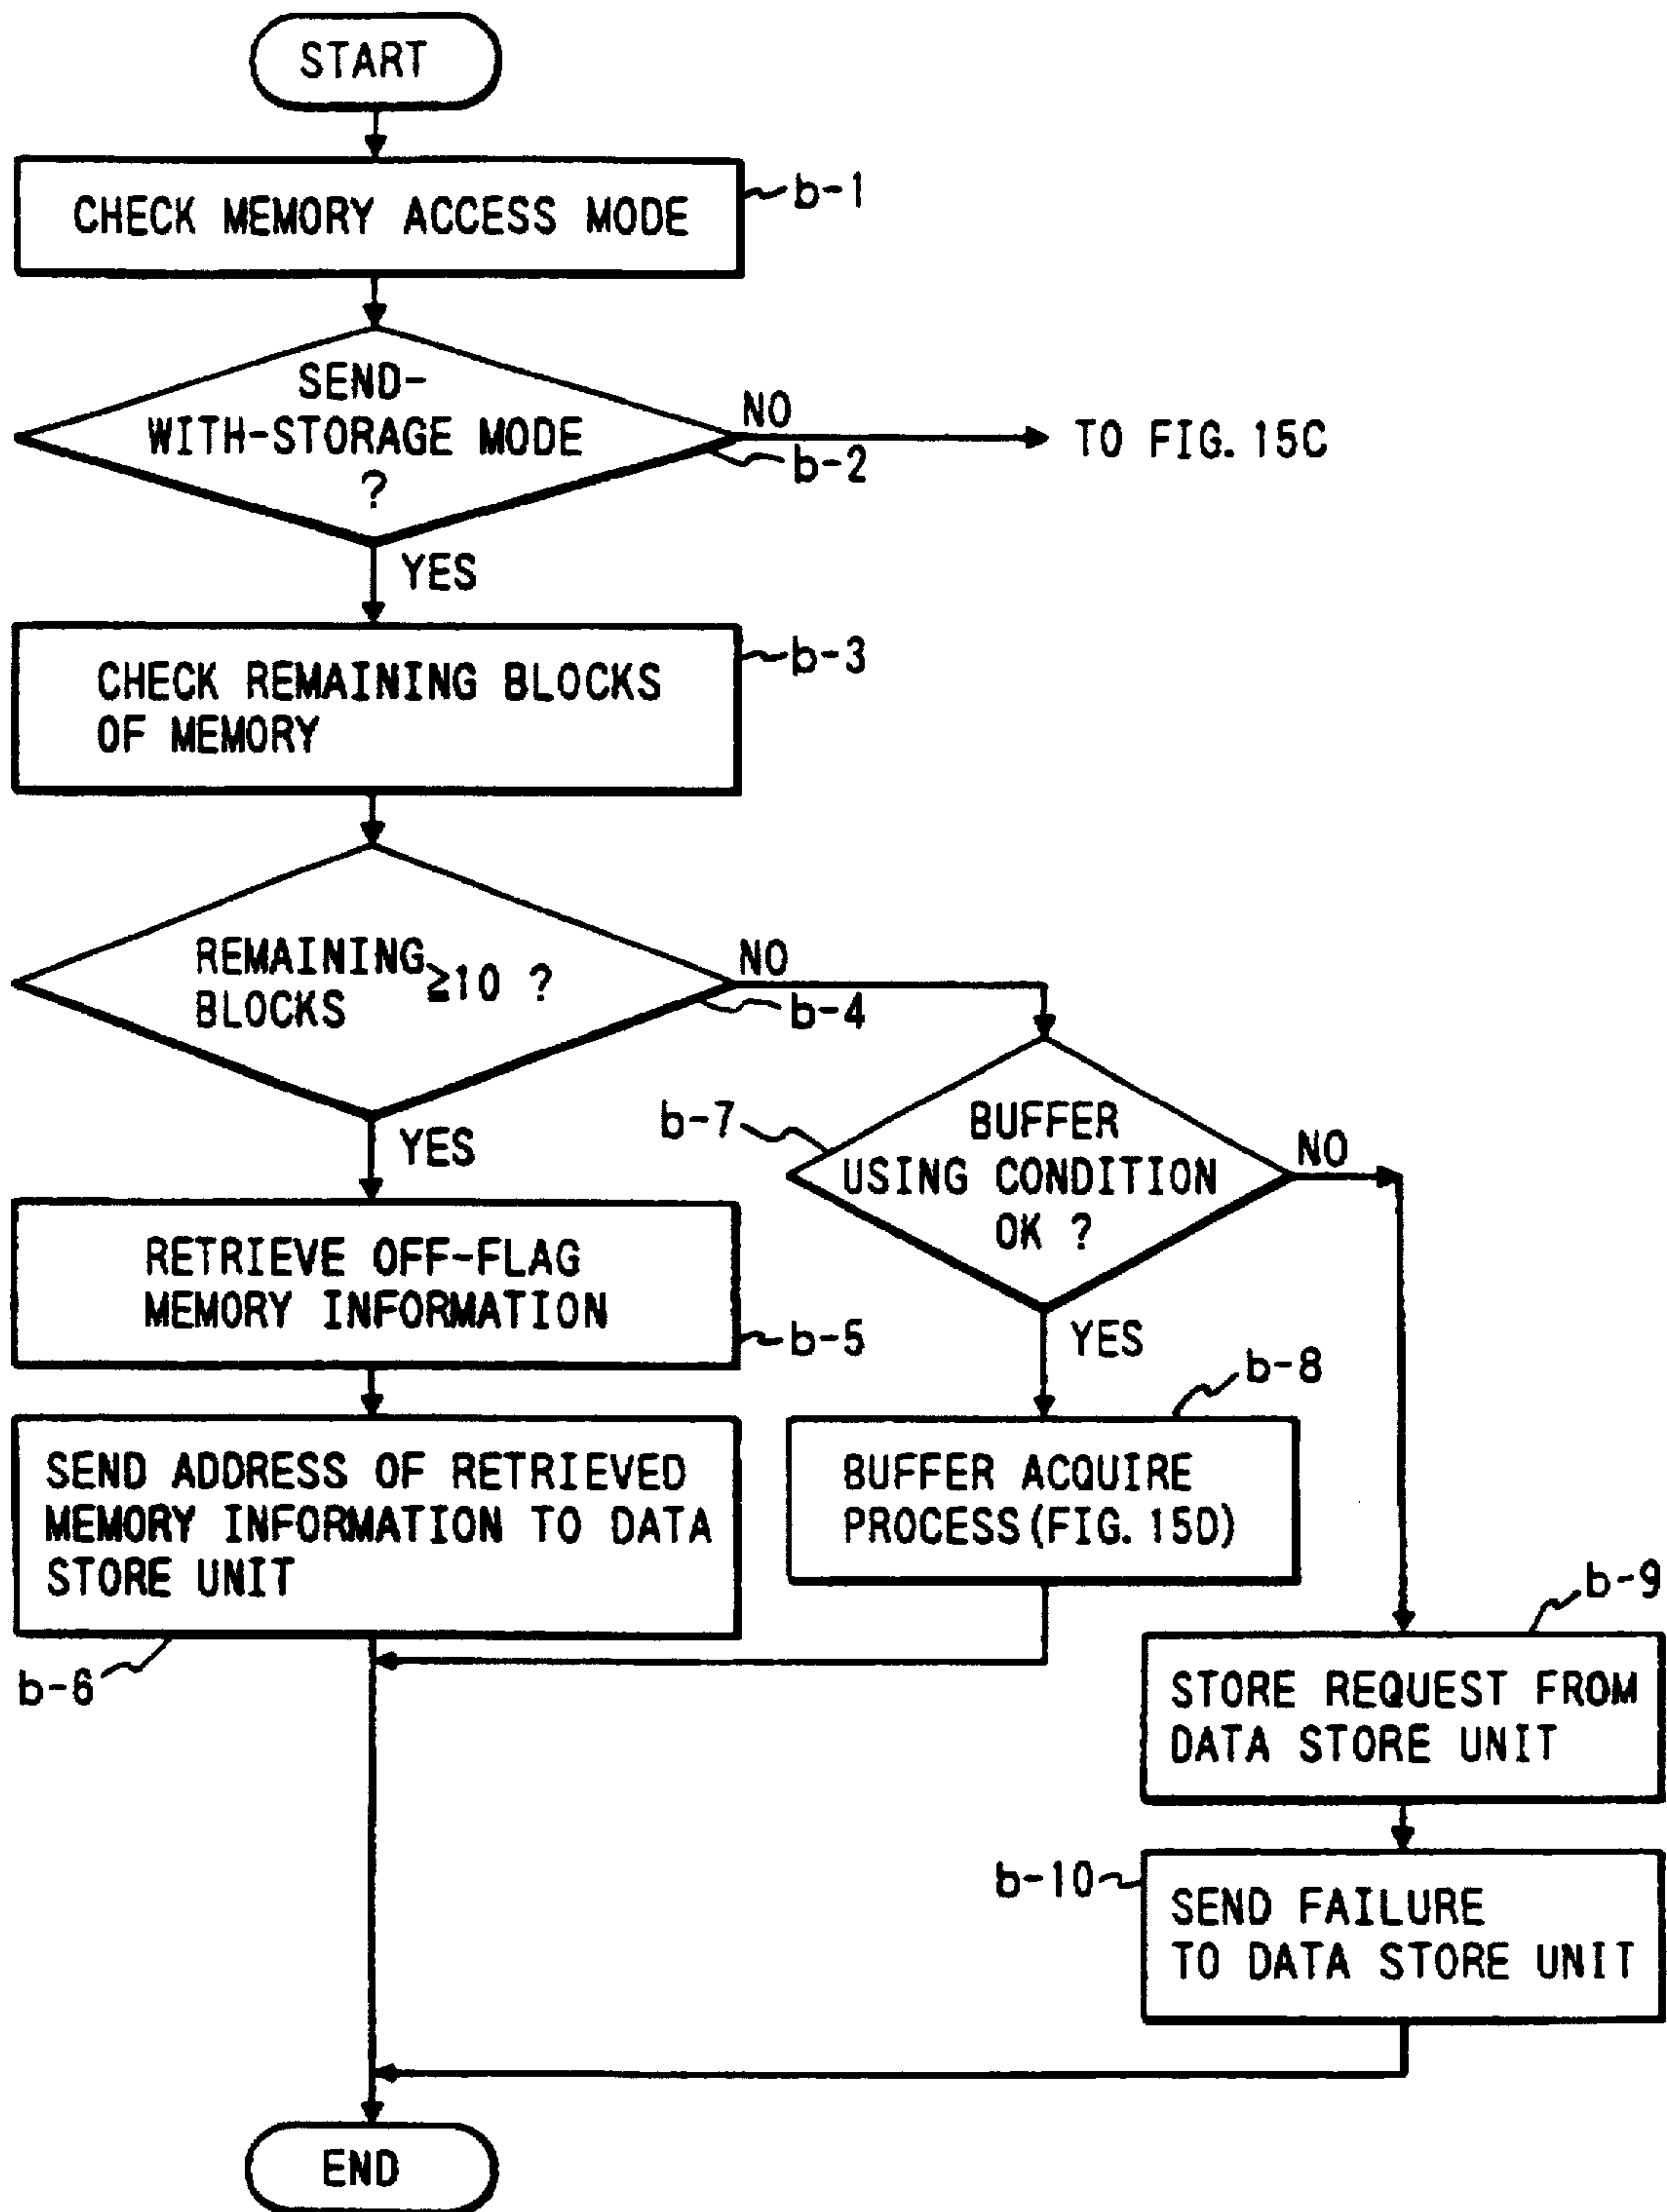 START
CHECK MEMORY ACCESS MODE
b-1
SEND-
WITH-STORAGE MODE
?
NO
b-2
TO FIG. 15C
YES
CHECK REMAINING BLOCKS
OF MEMORY
b-3
REMAINING
BLOCKS
≧10 ?
NO
b-4
YES
b-7
BUFFER
USING CONDITION
OK ?
NO
YES
RETRIEVE OFF-FLAG
MEMORY INFORMATION
b-5
b-8
SEND ADDRESS OF RETRIEVED
MEMORY INFORMATION TO DATA
STORE UNIT
b-6
BUFFER ACQUIRE
PROCESS(FIG. 15D)
b-9
STORE REQUEST FROM
DATA STORE UNIT
b-10
SEND FAILURE
TO DATA STORE UNIT
END